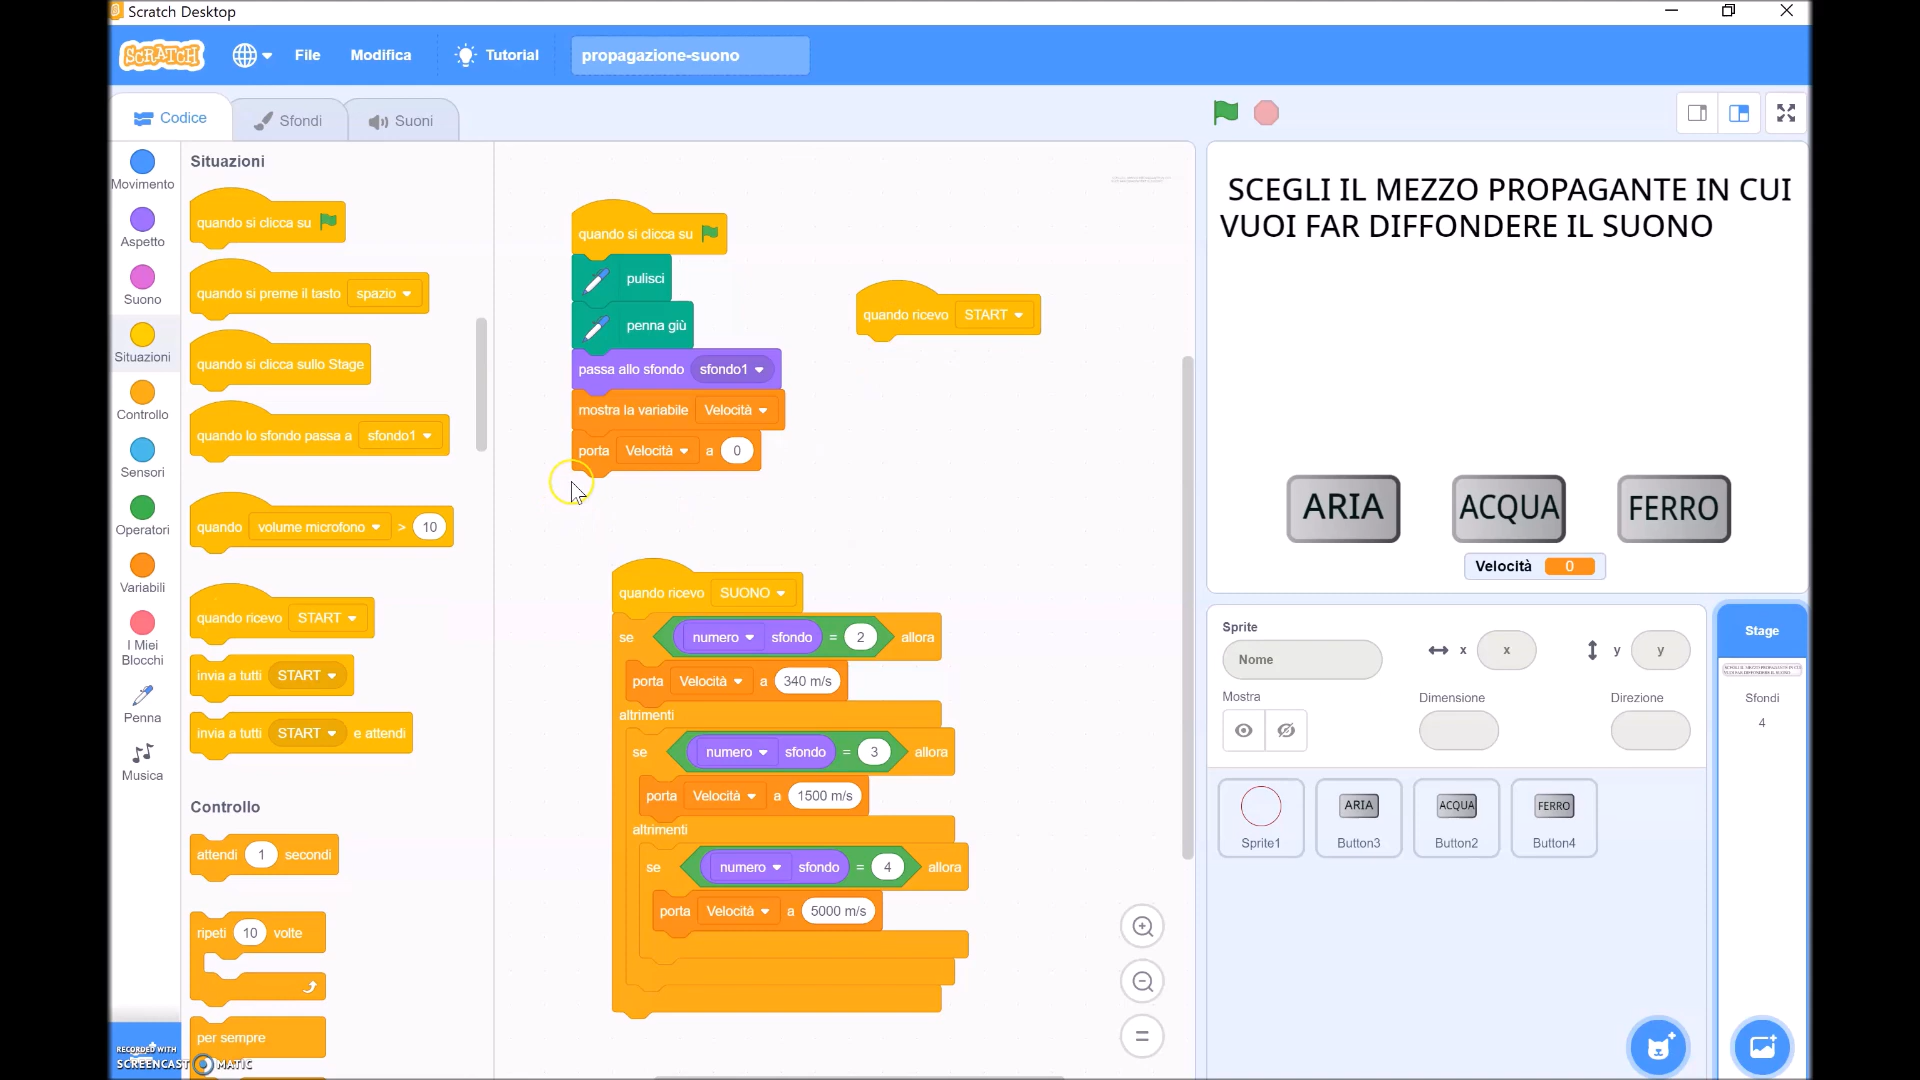 Scratch Desktop
SCRATCH
File
Modifica
Tutorial
propagazione-suono
Codice
Sfondi
Suoni
Movimento
Aspetto
Suono
Situazioni
Controllo
Sensori
Operatori
Variabili
I Miei
Blocchi
Penna
Musica
RECORDED WITH
SCREENCAST MATIC
Situazioni
quando si clicca su
quando si preme il tasto spazio
quando si clicca sullo Stage
quando lo sfondo passa a sfondo1
quando volume microfono > 10
quando ricevo START
invia a tutti START
invia a tutti START e attendi
Controllo
attendi 1 secondi
ripeti 10 volte
per sempre
quando si clicca su
pulisci
penna giù
passa allo sfondo sfondo1
mostra la variabile Velocità
porta Velocità a 0
quando ricevo START
quando ricevo SUONO
se numero sfondo = 2 allora
porta Velocità a 340 m/s
altrimenti
se numero sfondo = 3 allora
porta Velocità a 1500 m/s
altrimenti
se numero sfondo = 4 allora
porta Velocità a 5000 m/s
SCEGLI IL MEZZO PROPAGANTE IN CUI
VUOI FAR DIFFONDERE IL SUONO
ARIA
ACQUA
FERRO
Velocità 0
Sprite
Nome
x x
y y
Mostra
Dimensione
Direzione
ARIA
ACQUA
FERRO
Sprite1
Button3
Button2
Button4
Stage
Sfondi
4